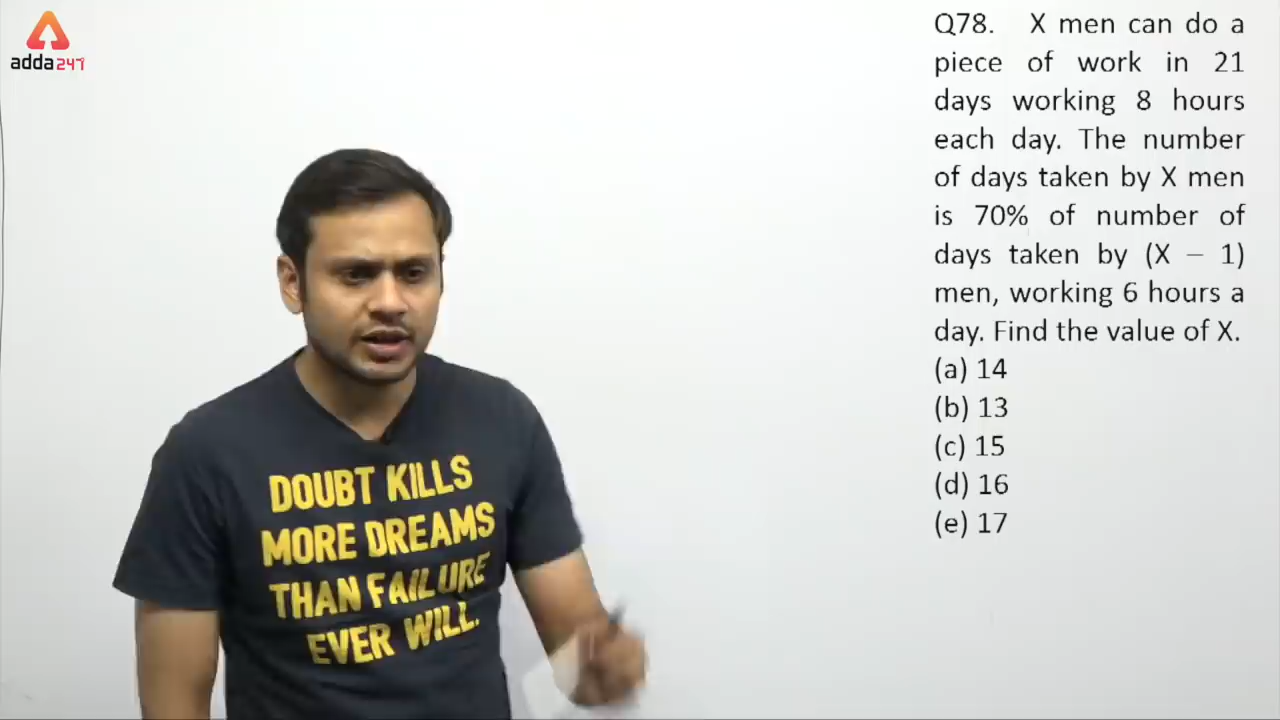 adda247
Q78. X men can do a
piece of work in 21
days working 8 hours
each day. The number
of days taken by X men
is 70% of number of
days taken by (X – 1)
men, working 6 hours a
day. Find the value of X.
(a) 14
(b) 13
(c) 15
(d) 16
(e) 17
DOUBT KILLS
MORE DREAMS
THAN FAILURE
EVER WILL.